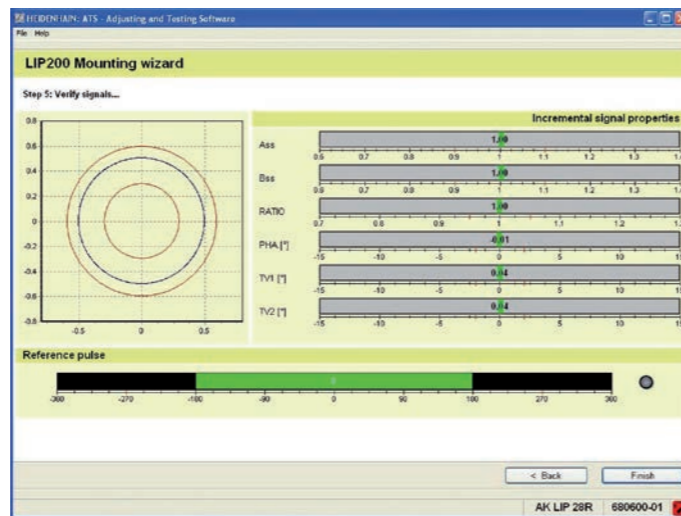 HEIDENHAIN: ATS - Adjusting and Testing Software
File Help
LIP200 Mounting wizard
Step 5: Verify signals...
Incremental signal properties
0.8
0.6
0.4
0.2
0
-0.2
-0.4
-0.6
-0.8
-0.5 0 0.5
Ass 1.00
0.6 0.7 0.8 0.9 1 1.1 1.2 1.3
Bss 1.00
0.6 0.7 0.8 0.9 1 1.1 1.2 1.3
RATIO 1.00
0.7 0.8 0.9 1 1.1 1.2
PHA [°] -0.01
-15 -10 -5 0 5 10
TV1 [°] 0.04
-15 -10 -5 0 5 10
TV2 [°] 0.04
-15 -10 -5 0 5 10
Reference pulse
-360 -270 -180 -90 0 90 180 270 360
< Back Finish
AK LIP 28R 680600-01